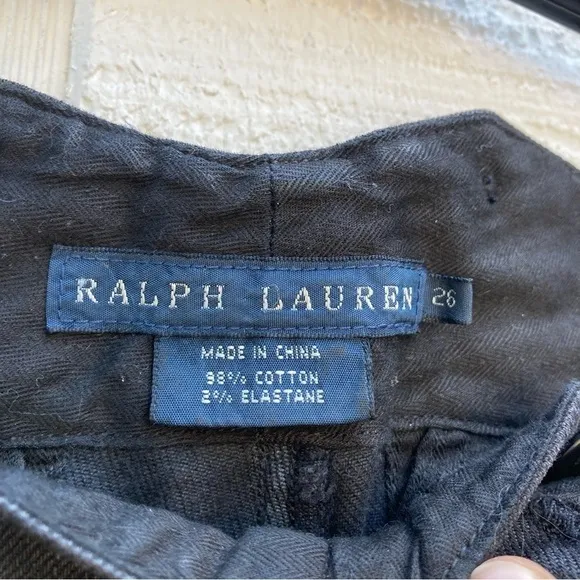 RALPH LAUREN 26
MADE IN CHINA
98% COTTON
2% ELASTANE